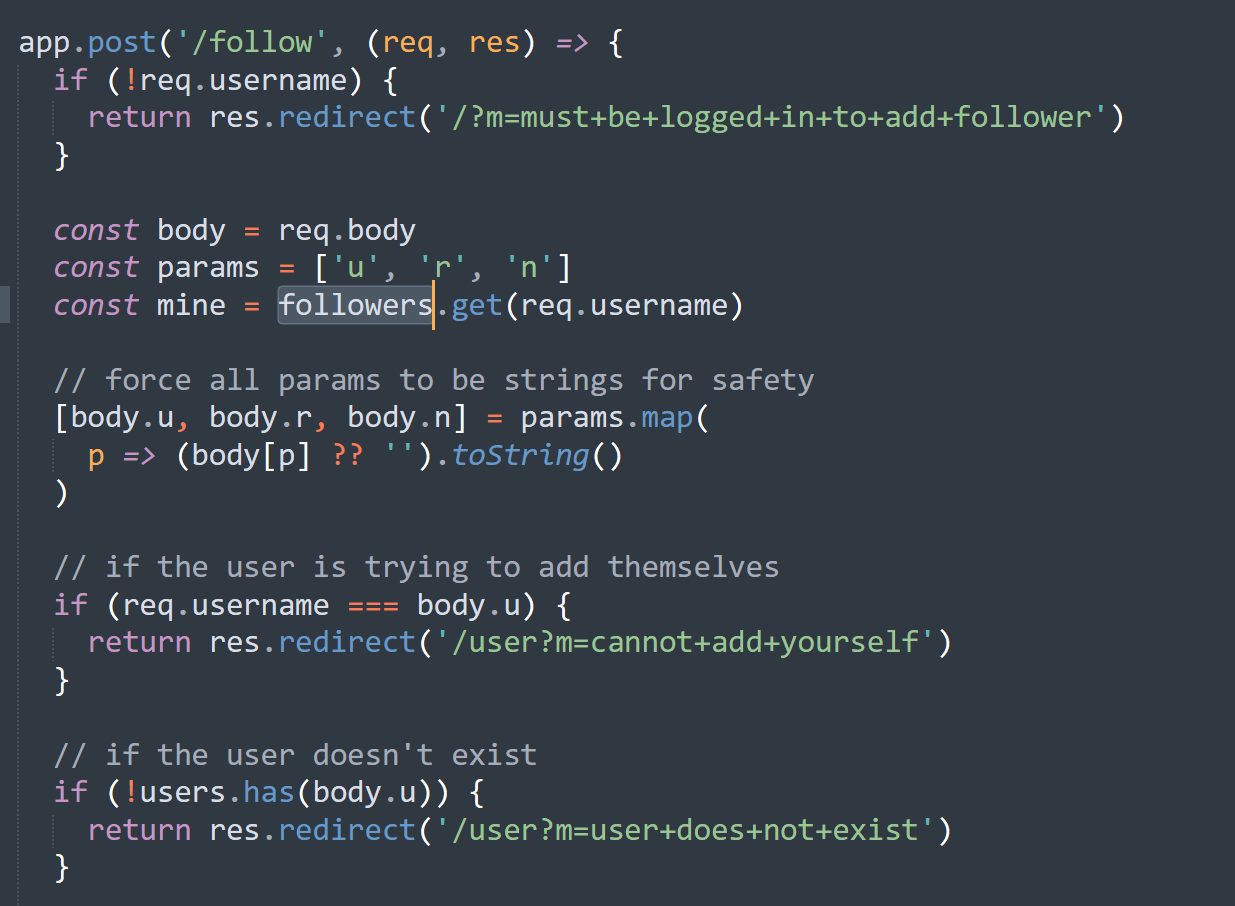 app.post('/follow', (req, res) => {
  if (!req.username) {
    return res.redirect('/?m=must+be+logged+in+to+add+follower')
  }

  const body = req.body
  const params = ['u', 'r', 'n']
  const mine = followers.get(req.username)

  // force all params to be strings for safety
  [body.u, body.r, body.n] = params.map(
    p => (body[p] ?? '').toString()
  )

  // if the user is trying to add themselves
  if (req.username === body.u) {
    return res.redirect('/user?m=cannot+add+yourself')
  }

  // if the user doesn't exist
  if (!users.has(body.u)) {
    return res.redirect('/user?m=user+does+not+exist')
  }